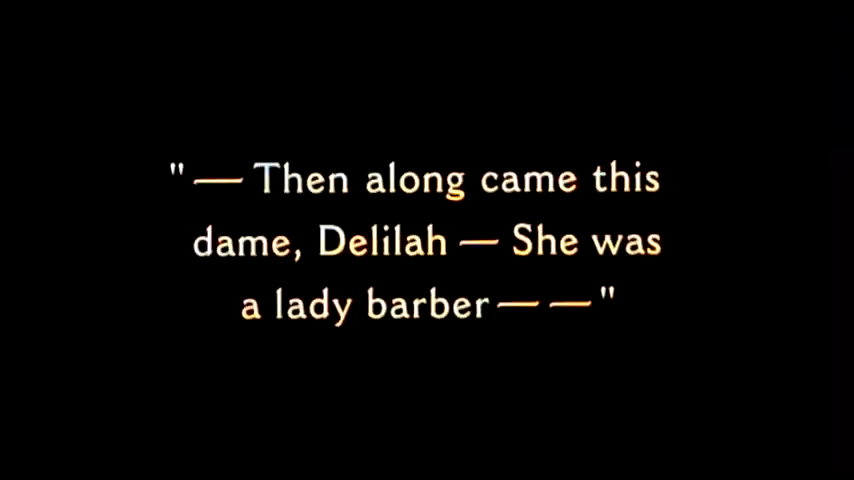 "— Then along came this
dame, Delilah — She was
a lady barber — — "